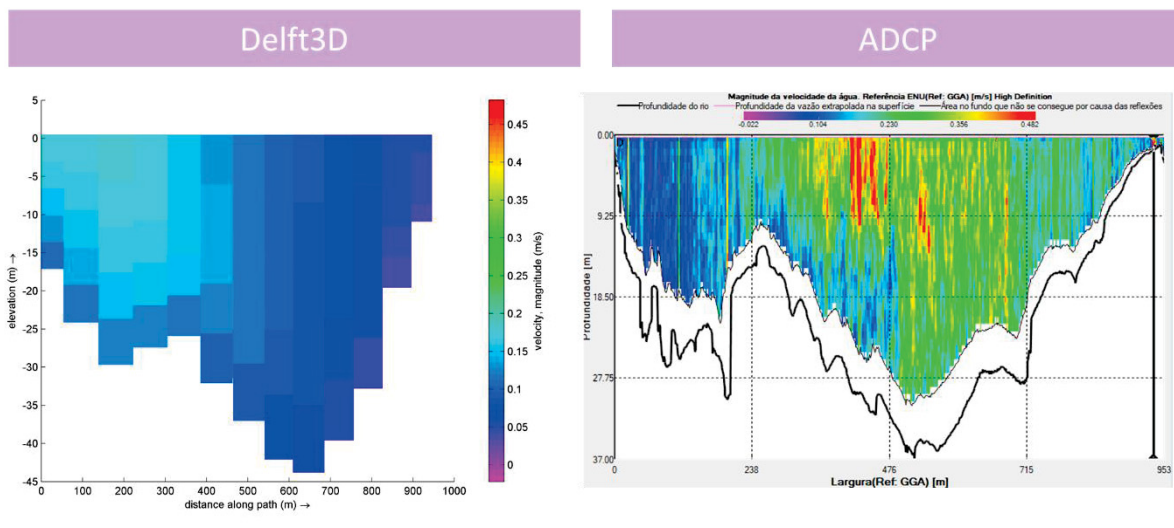 Delft3D
ADCP
5
0
-5
-10
-15
-20
-25
-30
-35
-40
-45
elevation (m) →
0 100 200 300 400 500 600 700 800 900 1000
distance along path (m) →
0.45
0.4
0.35
0.3
0.25
0.2
0.15
0.1
0.05
0
velocity, magnitude (m/s)
Magnitude da velocidade da água. Referência ENU(Ref: GGA) [m/s] High Definition
Profundidade do rio Profundidade da vazão extrapolada na superfície Área no fundo que não se consegue por causa das reflexões
-0.022 0.104 0.230 0.356 0.482
0.00
9.25
18.50
27.75
37.00
Profundidade [m]
0 238 476 715 953
Largura(Ref: GGA) [m]